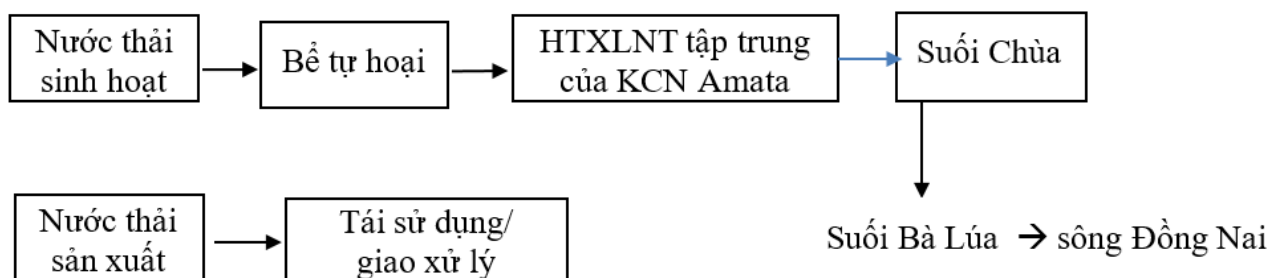 Nước thải
sinh hoạt
Bể tự hoại
HTXLNT tập trung
của KCN Amata
Suối Chùa
Nước thải
sản xuất
Tái sử dụng/
giao xử lý
Suối Bà Lúa → sông Đồng Nai